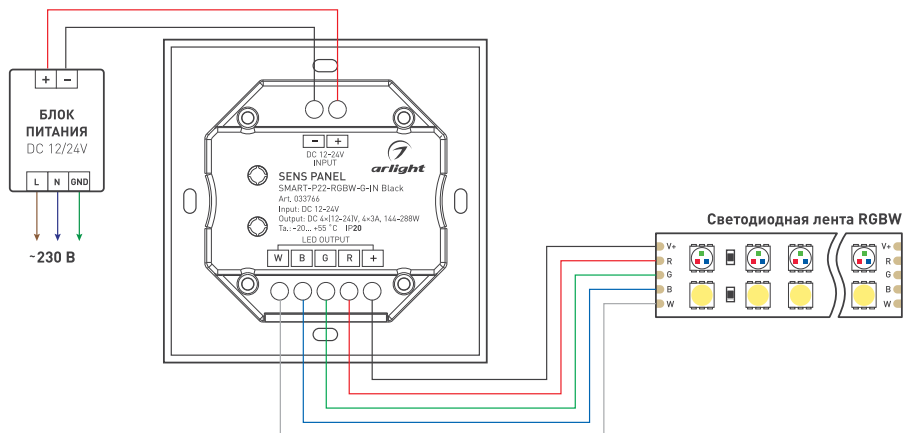 + −
БЛОК
ПИТАНИЯ
DC 12/24V
L N GND
~230 В
− +
DC 12-24V
INPUT
arlight
SENS PANEL
SMART-P22-RGBW-G-IN Black
Art. 033766
Input: DC 12-24V
Output: DC 4×(12-24)V, 4×3A, 144-288W
Ta.: -20... +55 °C IP20
LED OUTPUT
W B G R +
Светодиодная лента RGBW
V+ V+
R R
G G
B B
W W